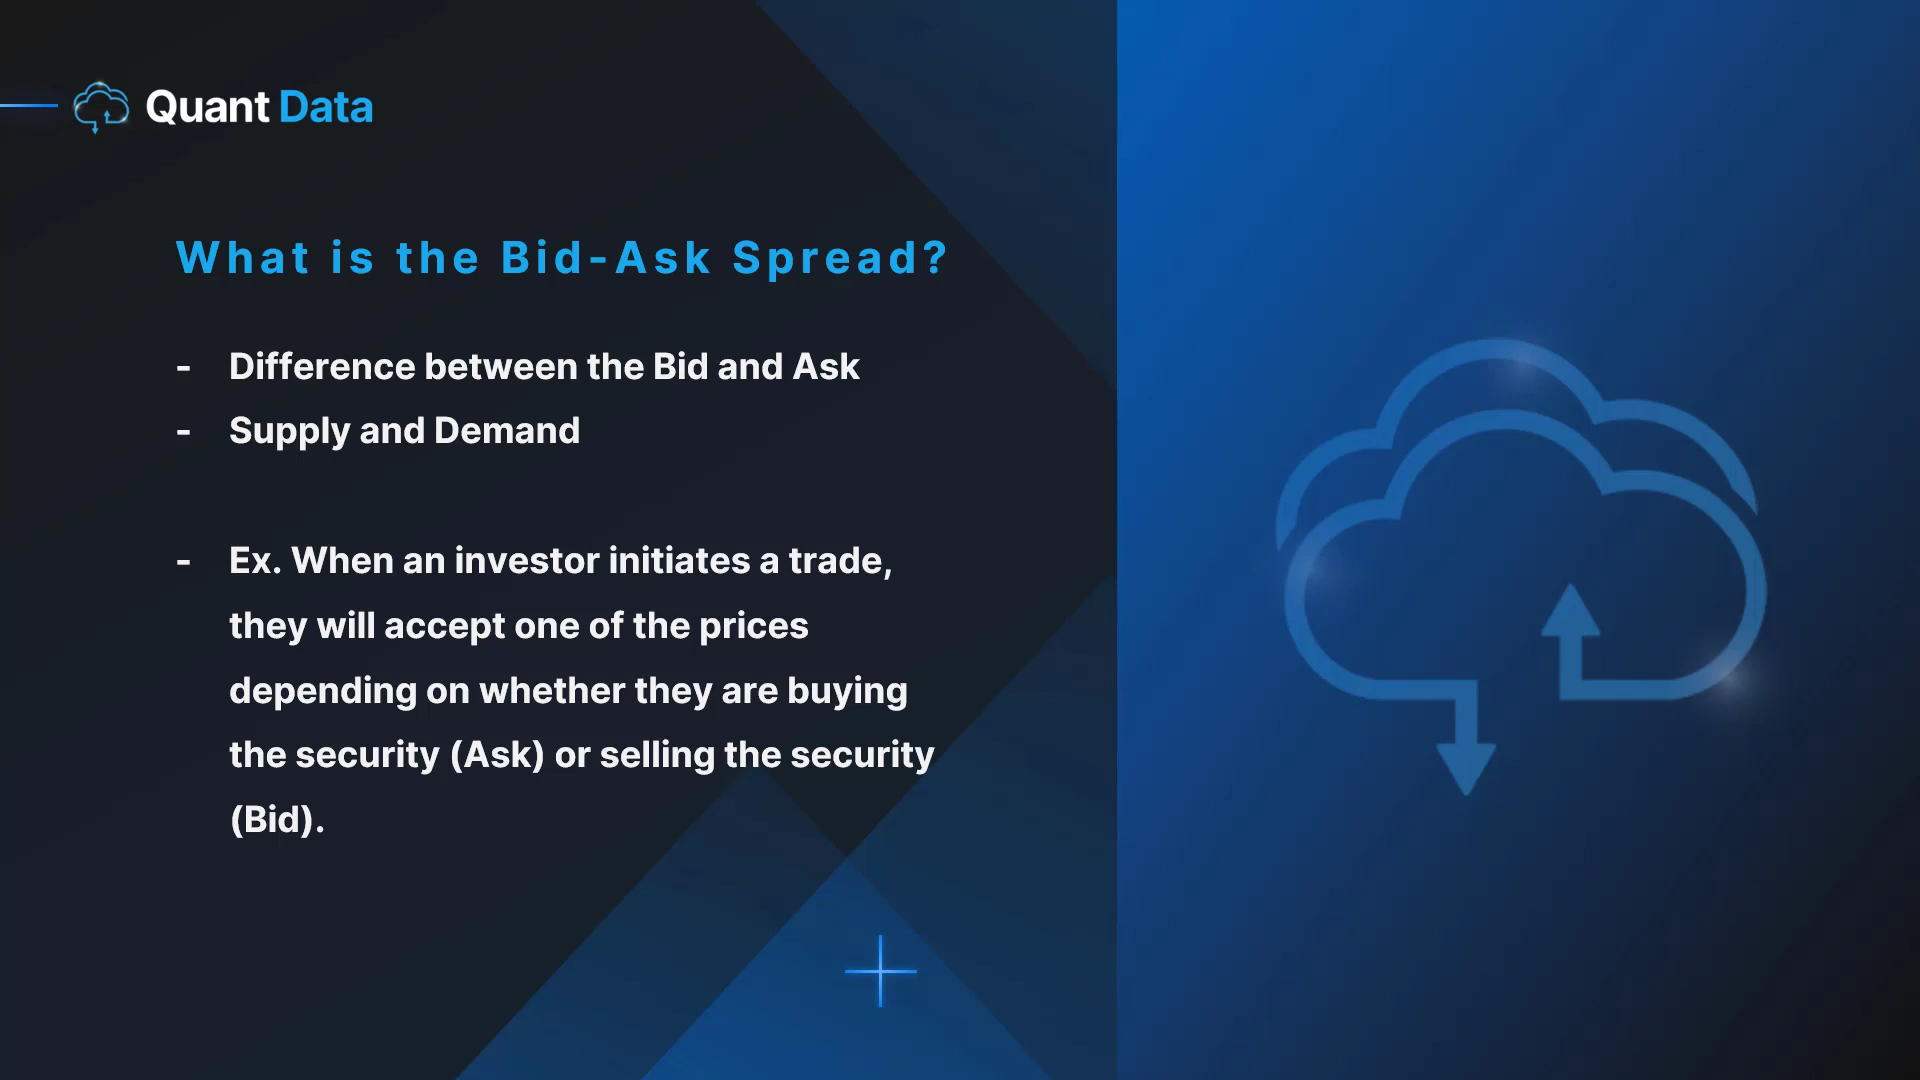 Quant Data
What is the Bid-Ask Spread?
- Difference between the Bid and Ask
- Supply and Demand
- Ex. When an investor initiates a trade,
they will accept one of the prices
depending on whether they are buying
the security (Ask) or selling the security
(Bid).